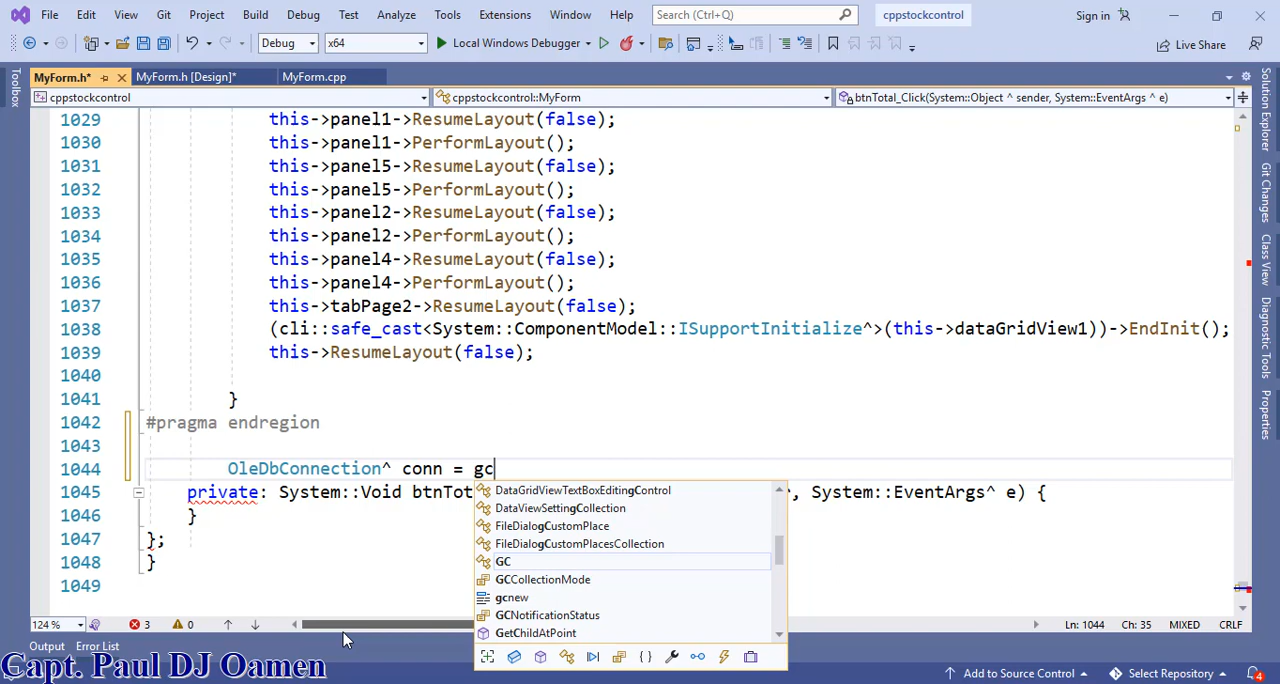 File Edit View Git Project Build Debug Test Analyze Tools Extensions Window Help Search (Ctrl+Q) cppstockcontrol Sign in
Debug x64 Local Windows Debugger Live Share
MyForm.h* MyForm.h [Design]* MyForm.cpp
cppstockcontrol cppstockcontrol::MyForm btnTotal_Click(System::Object ^ sender, System::EventArgs ^ e)
Toolbox
1029 this->panel1->ResumeLayout(false);
1030 this->panel1->PerformLayout();
1031 this->panel5->ResumeLayout(false);
1032 this->panel5->PerformLayout();
1033 this->panel2->ResumeLayout(false);
1034 this->panel2->PerformLayout();
1035 this->panel4->ResumeLayout(false);
1036 this->panel4->PerformLayout();
1037 this->tabPage2->ResumeLayout(false);
1038 (cli::safe_cast<System::ComponentModel::ISupportInitialize^>(this->dataGridView1))->EndInit();
1039 this->ResumeLayout(false);
1040
1041 }
1042 #pragma endregion
1043
1044 OleDbConnection^ conn = gc
1045 private: System::Void btnTot , System::EventArgs^ e) {
1046 }
1047 };
1048 }
1049
DataGridViewTextBoxEditingControl
DataViewSettingCollection
FileDialogCustomPlace
FileDialogCustomPlacesCollection
GC
GCCollectionMode
gcnew
GCNotificationStatus
GetChildAtPoint
Solution Explorer
Git Changes
Class View
Diagnostic Tools
Properties
124 % 3 0 Ln: 1044 Ch: 35 MIXED CRLF
Output Error List
Capt. Paul DJ Oamen
Add to Source Control Select Repository 4